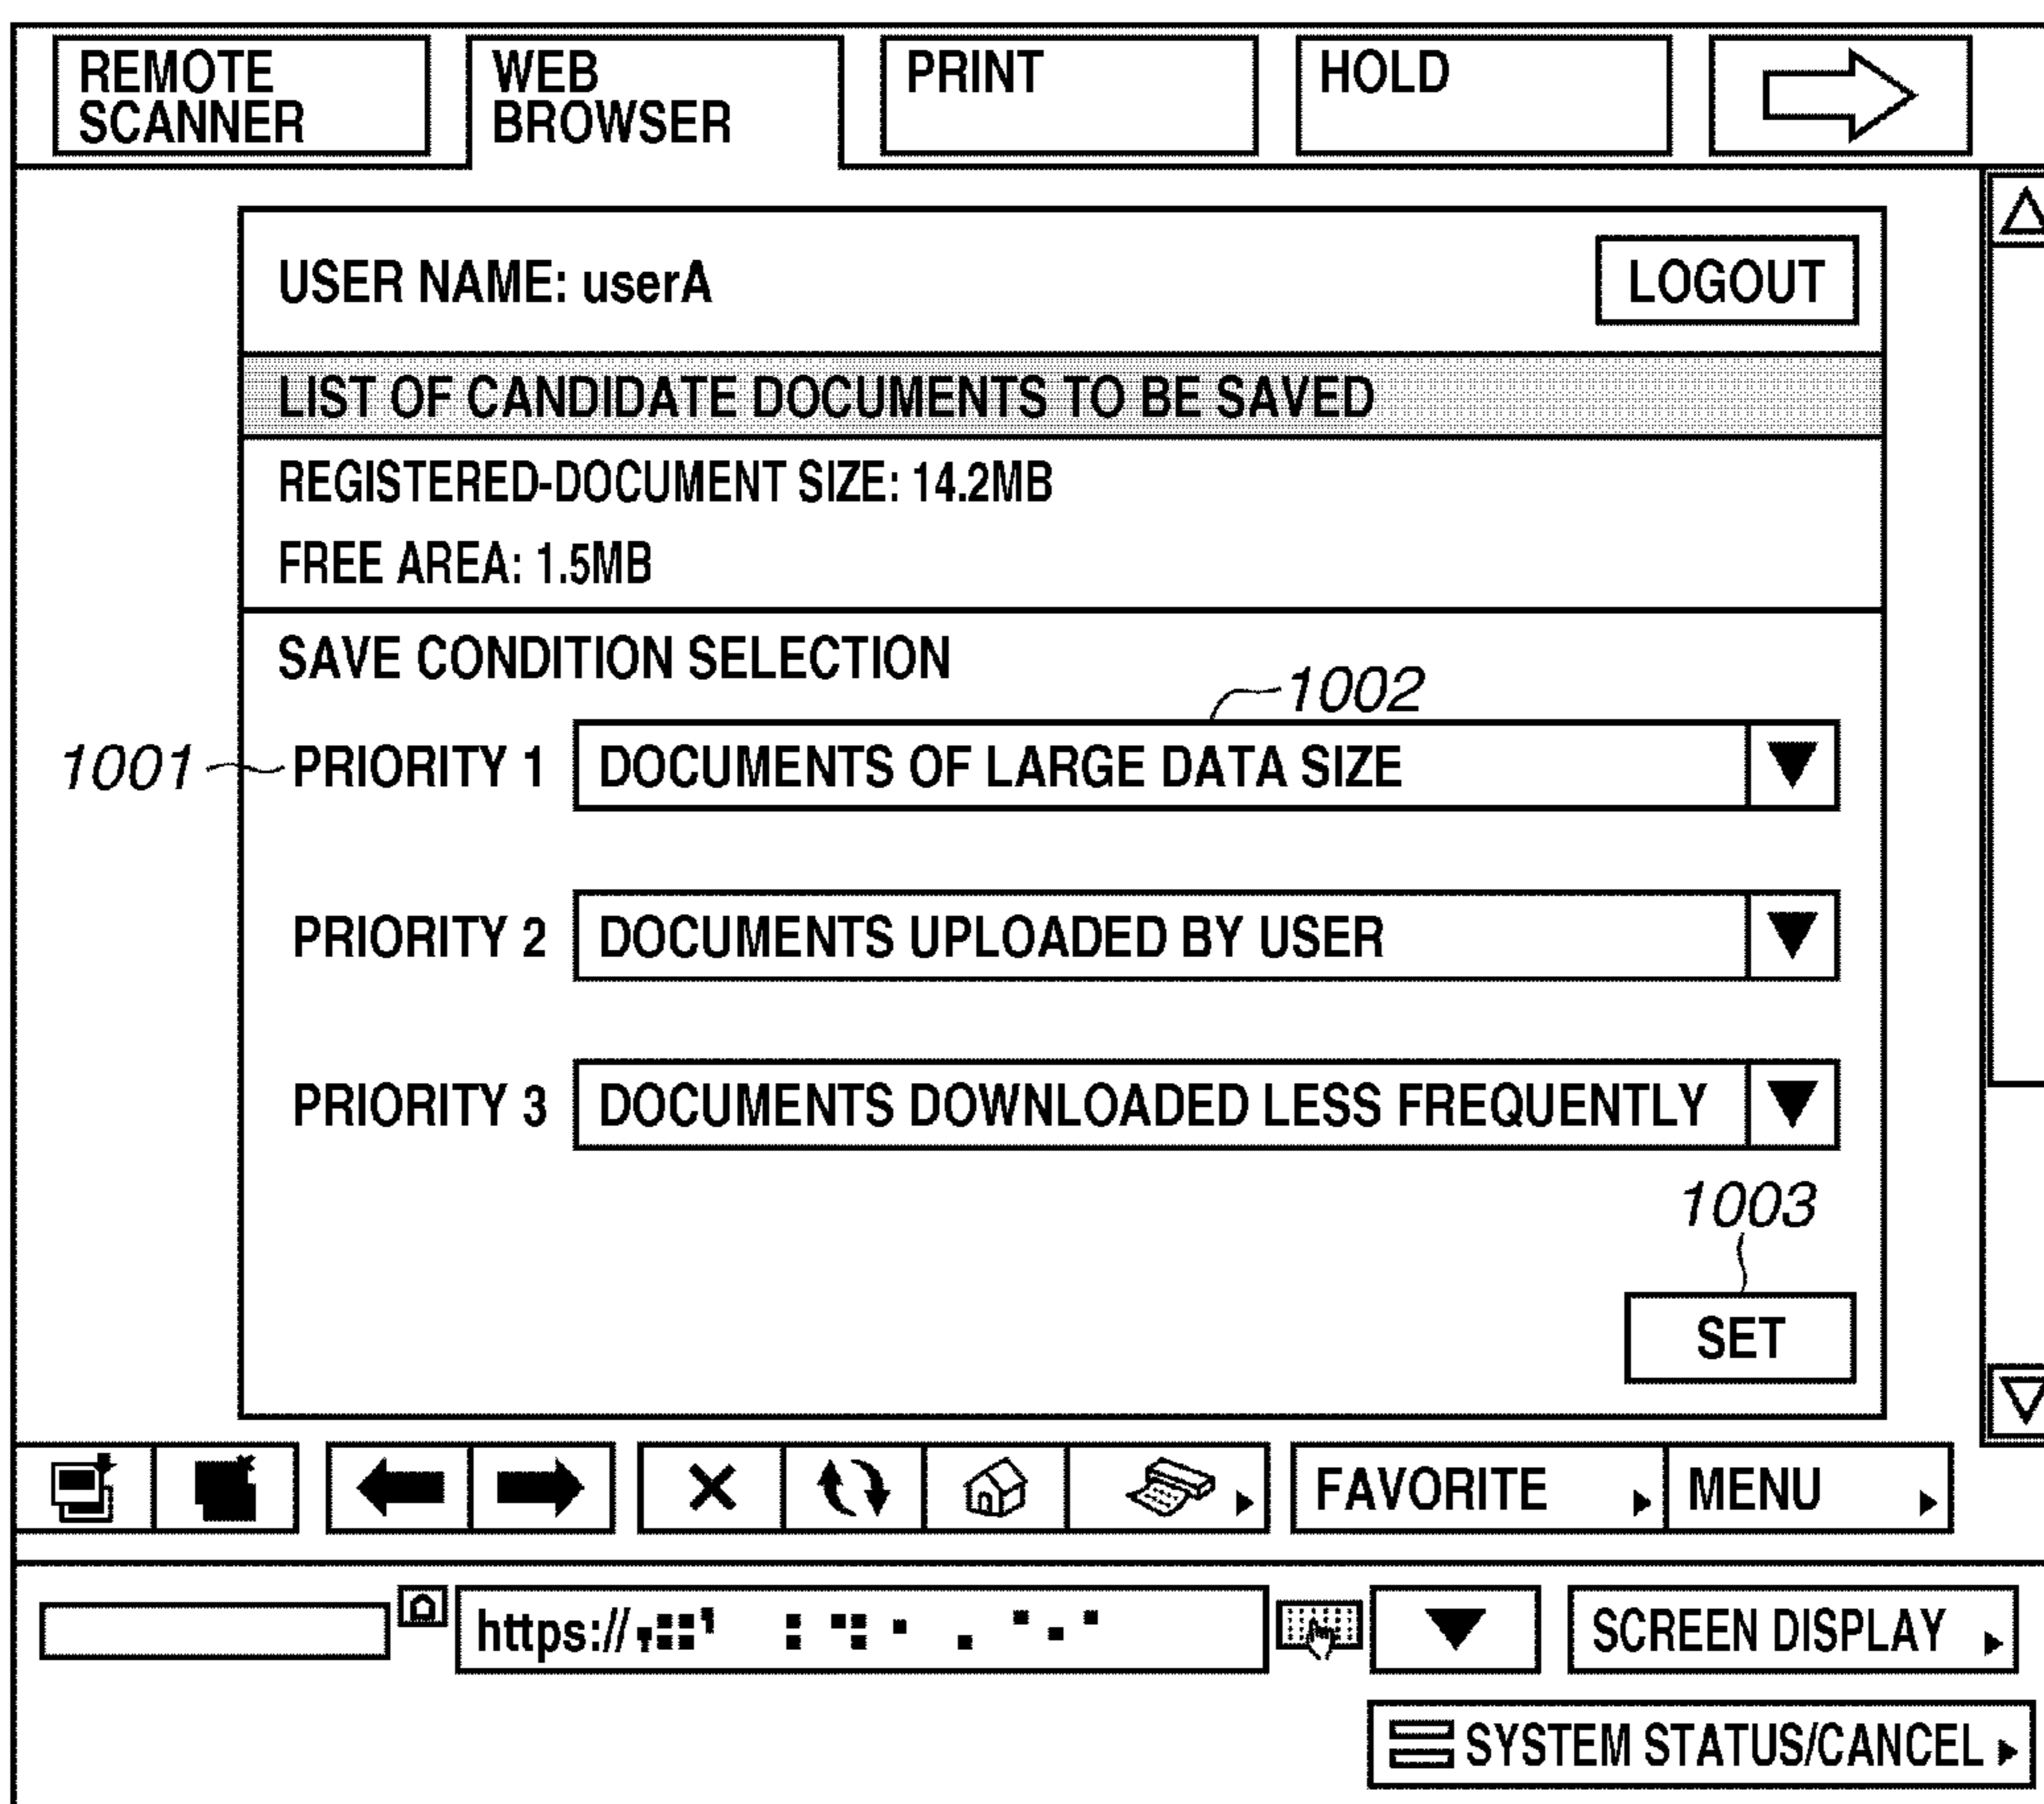 REMOTE
SCANNER
WEB
BROWSER
PRINT
HOLD
USER NAME: userA
LOGOUT
LIST OF CANDIDATE DOCUMENTS TO BE SAVED
REGISTERED-DOCUMENT SIZE: 14.2MB
FREE AREA: 1.5MB
SAVE CONDITION SELECTION
1002
1001
PRIORITY 1
DOCUMENTS OF LARGE DATA SIZE
PRIORITY 2
DOCUMENTS UPLOADED BY USER
PRIORITY 3
DOCUMENTS DOWNLOADED LESS FREQUENTLY
1003
SET
FAVORITE
MENU
https://
SCREEN DISPLAY
SYSTEM STATUS/CANCEL